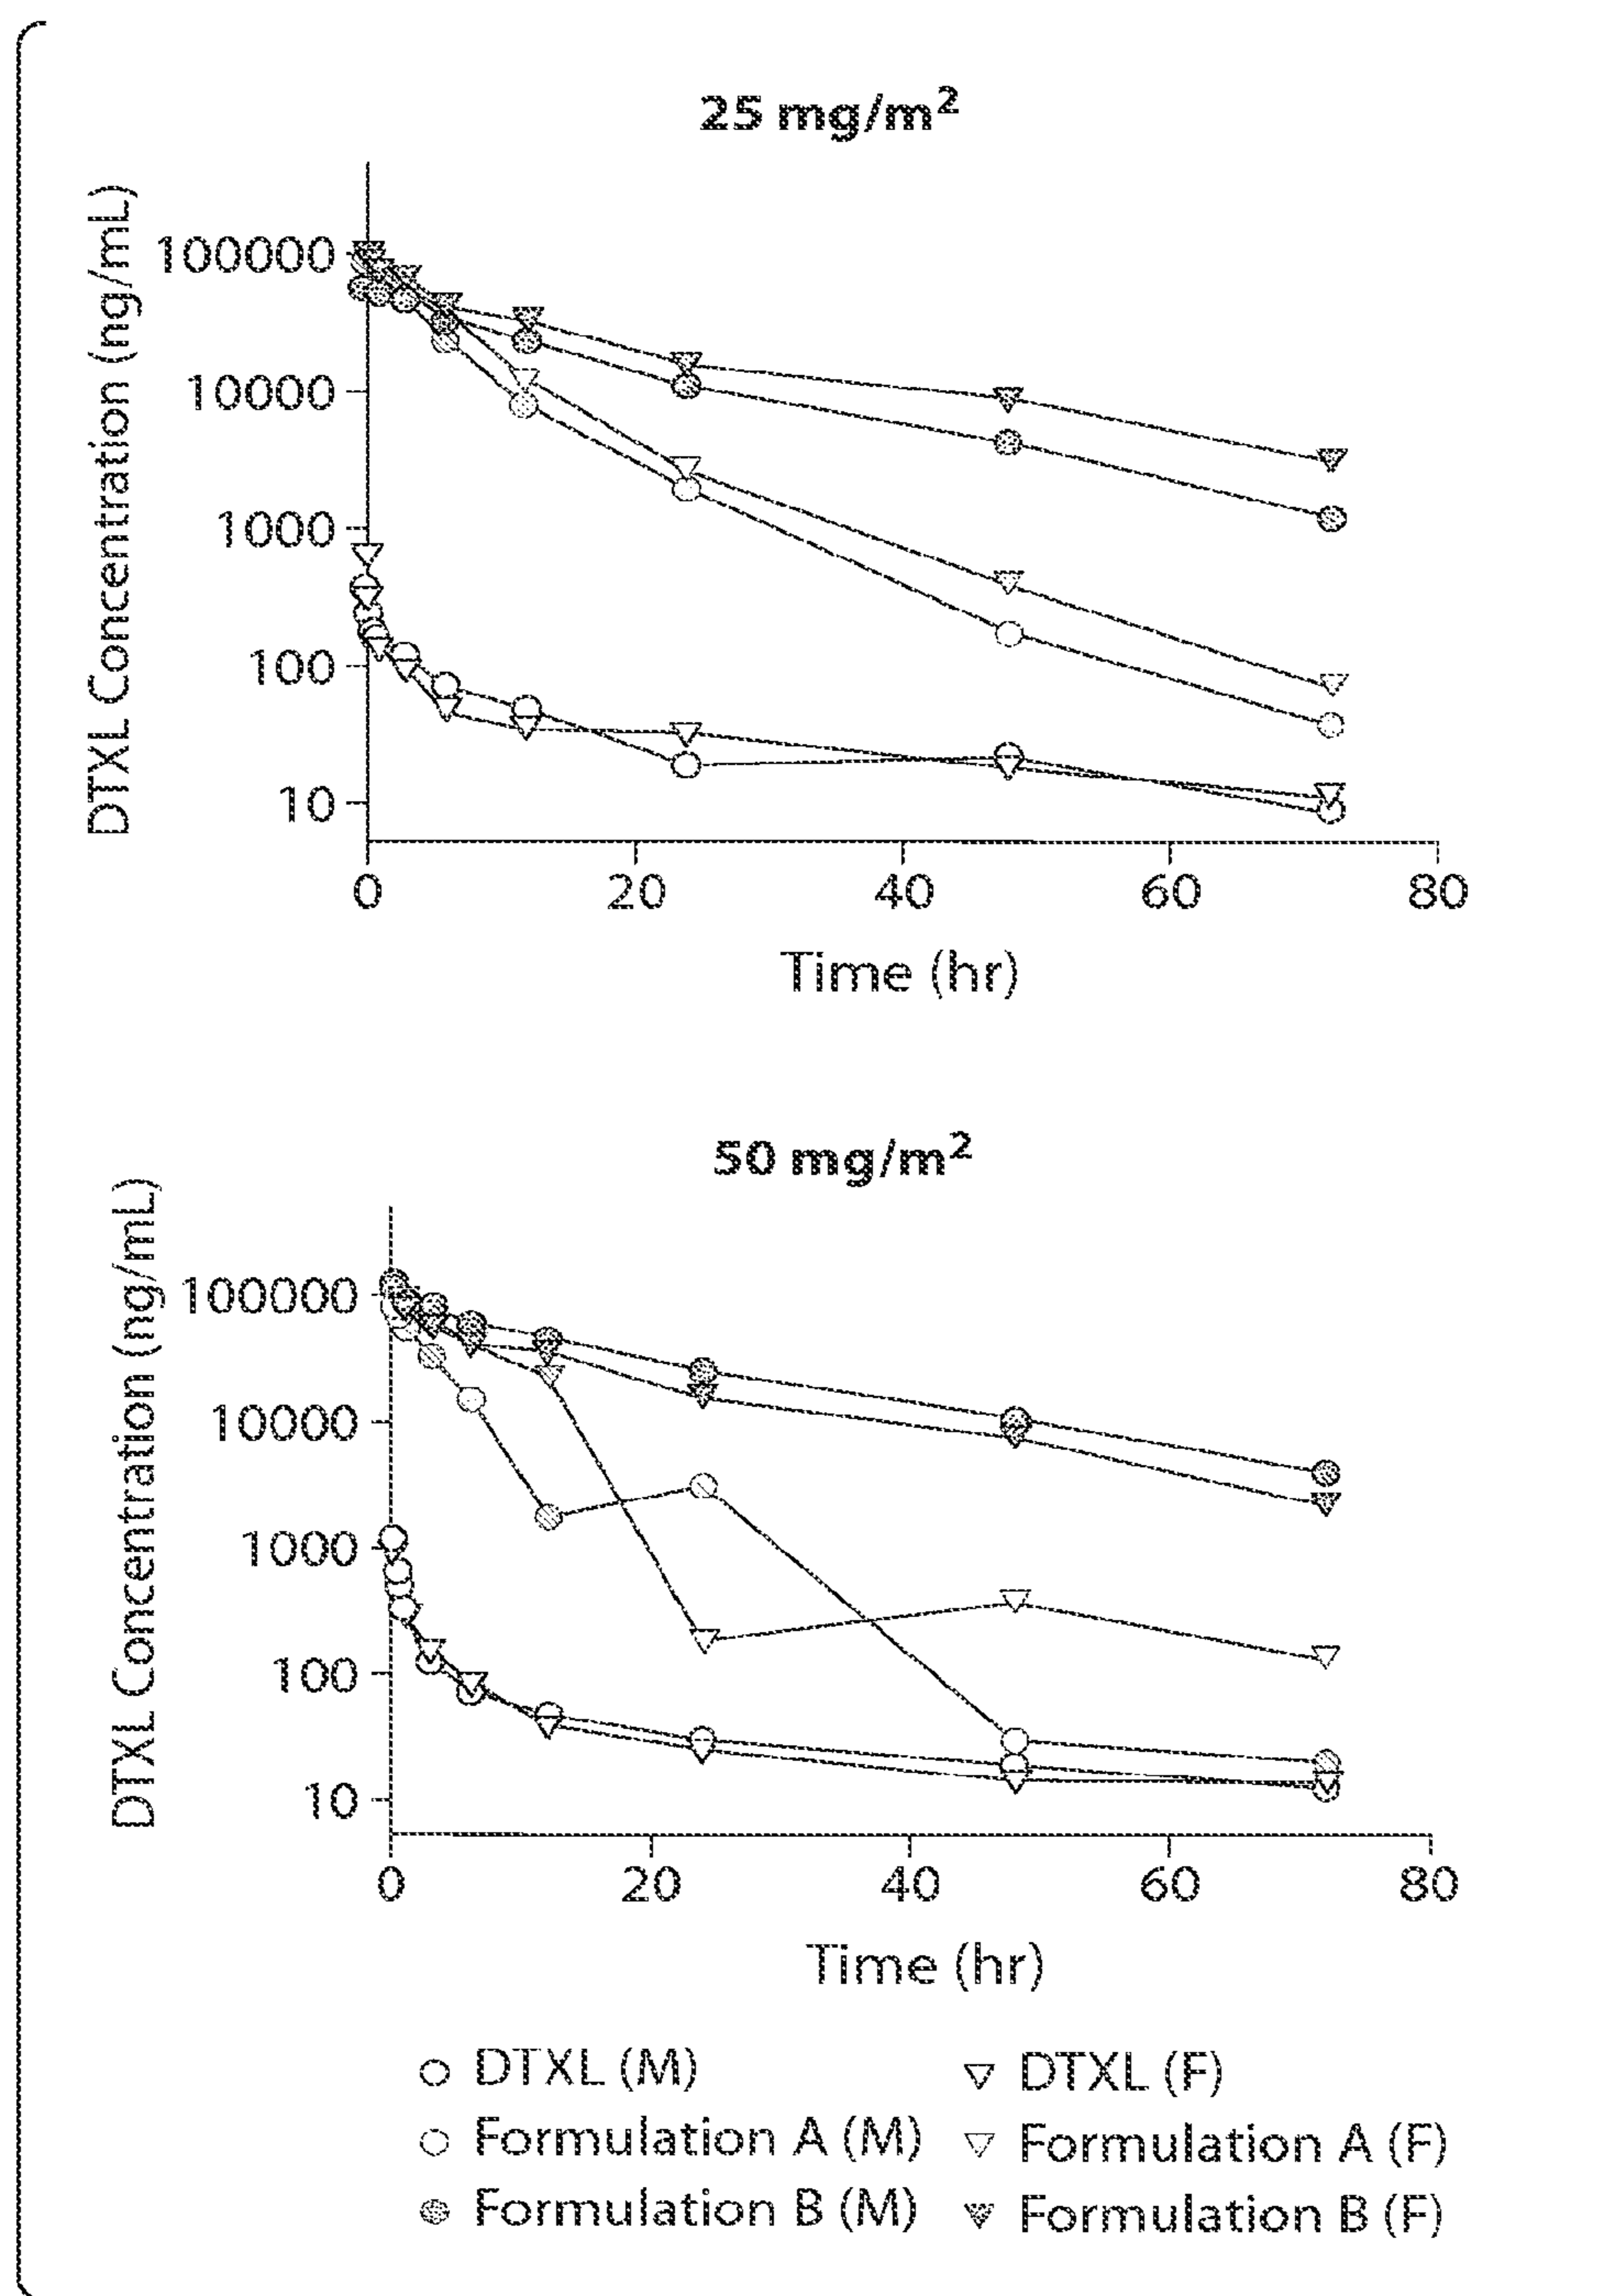 25 mg/m²
DTXL Concentration (ng/mL)
100000
10000
1000
100
10
0 20 40 60 80
Time (hr)
50 mg/m²
DTXL Concentration (ng/mL)
100000
10000
1000
100
10
0 20 40 60 80
Time (hr)
DTXL (M) DTXL (F)
Formulation A (M) Formulation A (F)
Formulation B (M) Formulation B (F)